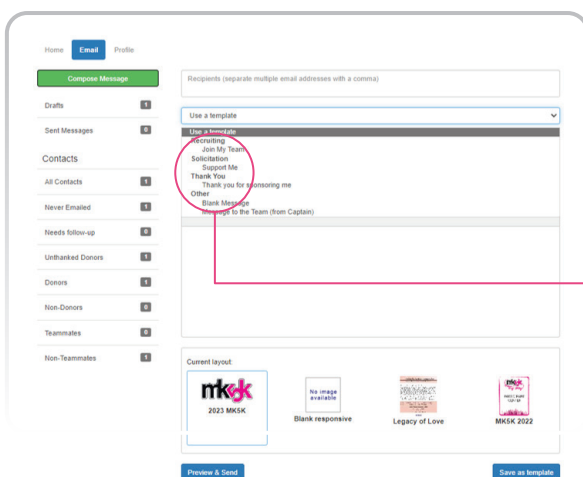 Home Email Profile
Compose Message
Drafts 1
Sent Messages 0
Contacts
All Contacts 1
Never Emailed 1
Needs follow-up 0
Unthanked Donors 1
Donors 1
Non-Donors 0
Teammates 0
Non-Teammates 1
Recipients (separate multiple email addresses with a comma)
Use a template
Use a template
Recruiting
Join My Team
Solicitation
Support Me
Thank You
Thank you for sponsoring me
Other
Blank Message
Message to the Team (from Captain)
Current layout:
mk5k
2023 MK5K
No image
available
Blank responsive
Legacy of Love
mk5k
MK5K 2022
Preview & Send
Save as template